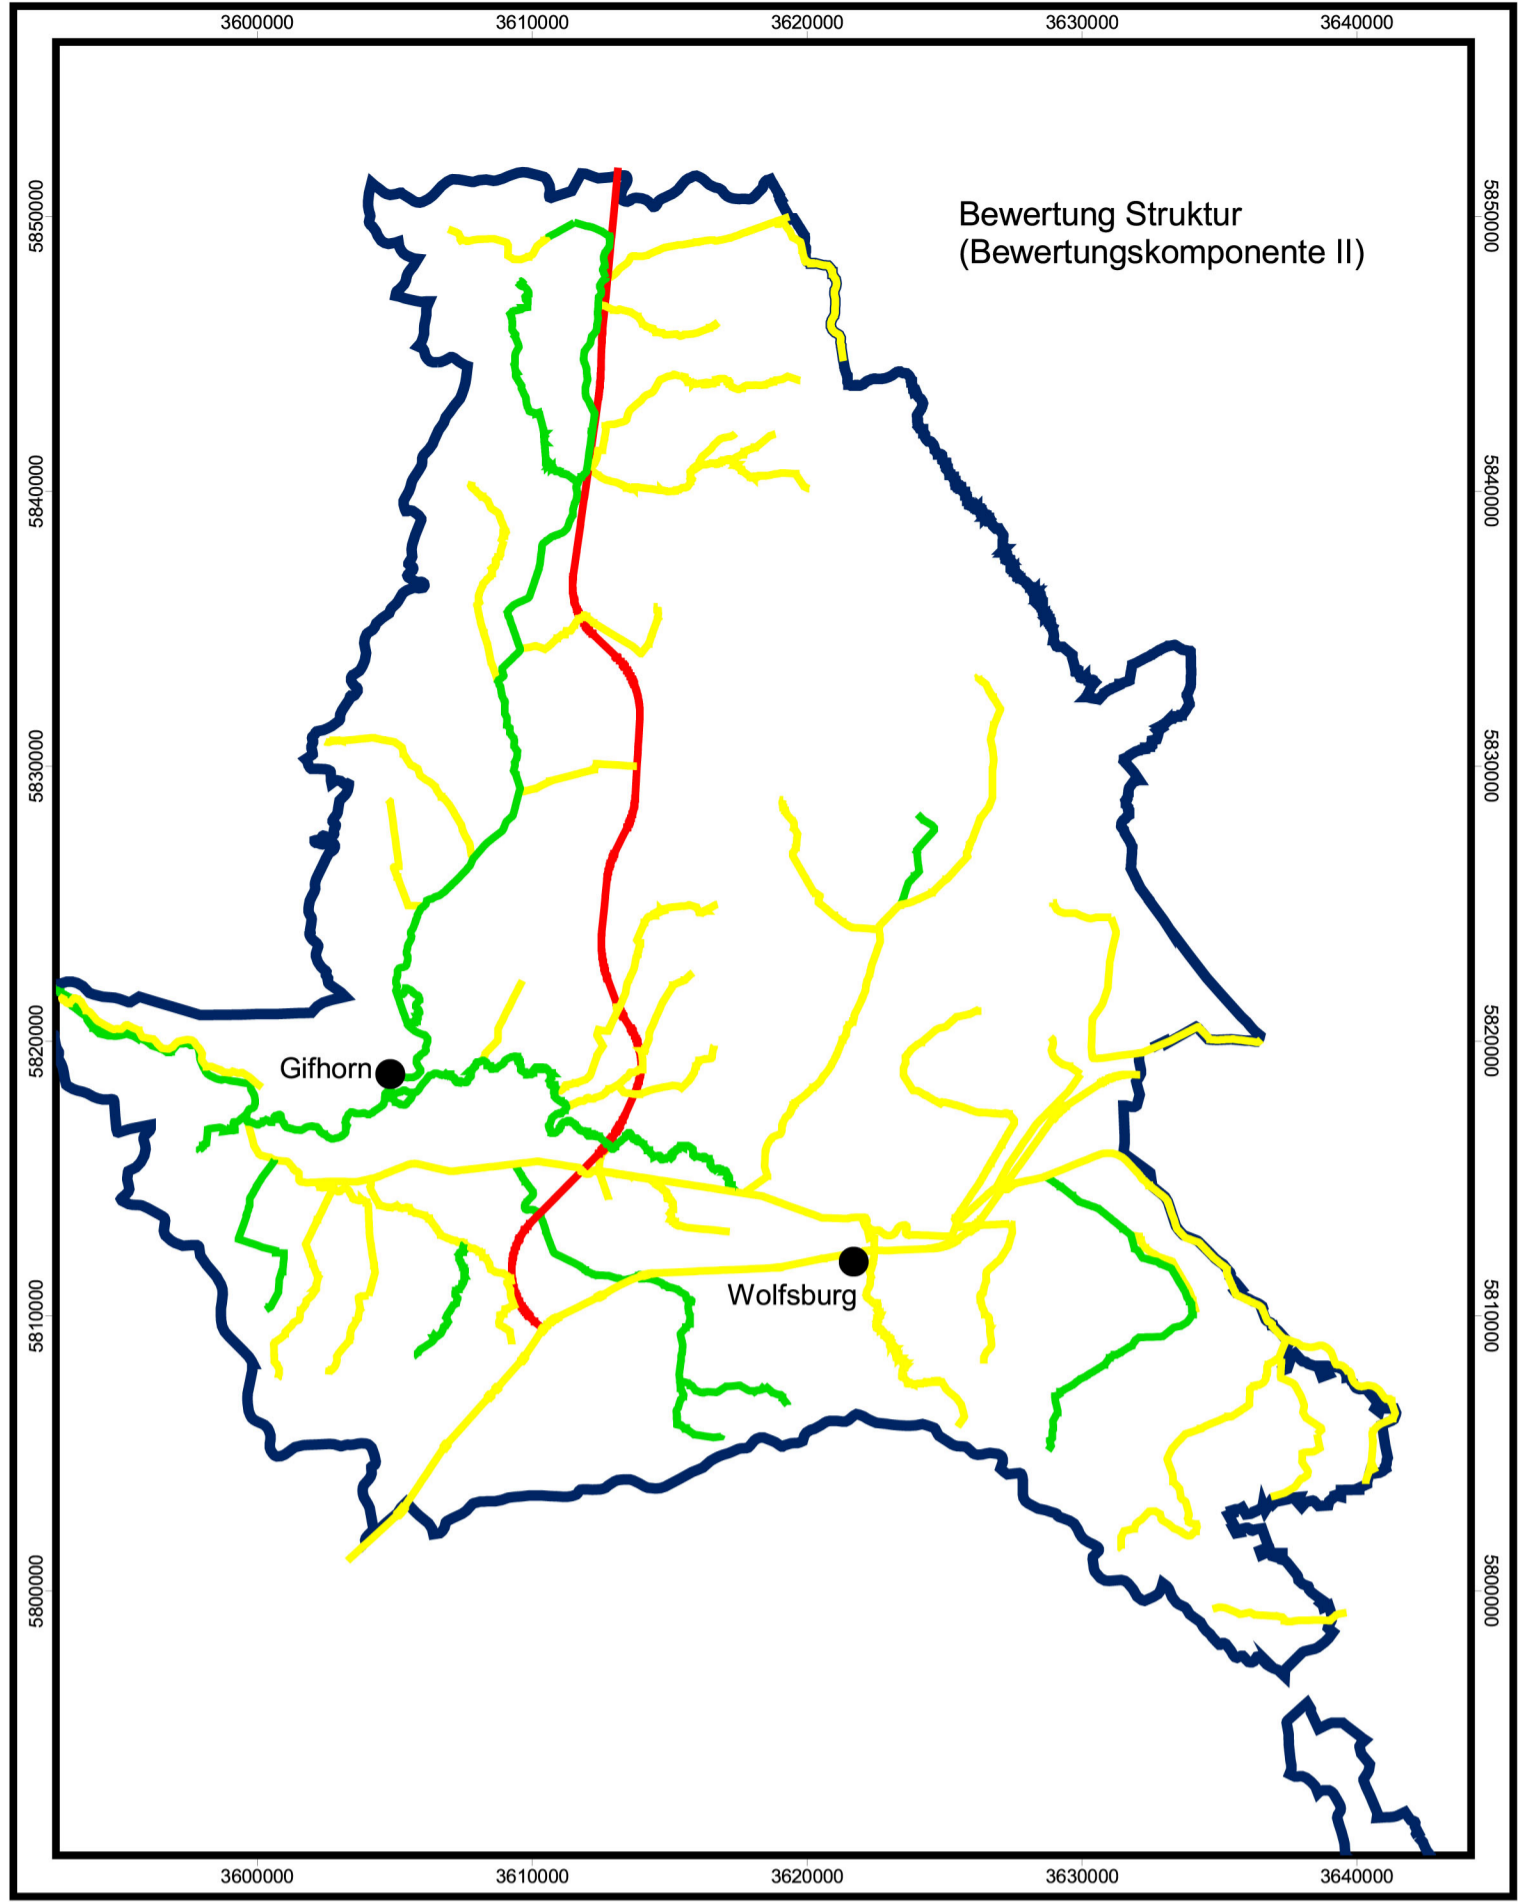 3600000 3610000 3620000 3630000 3640000
5850000 5850000
Bewertung Struktur
(Bewertungskomponente II)
5840000 5840000
5830000 5830000
5820000 5820000
Gifhorn
Wolfsburg
5810000 5810000
5800000 5800000
3600000 3610000 3620000 3630000 3640000